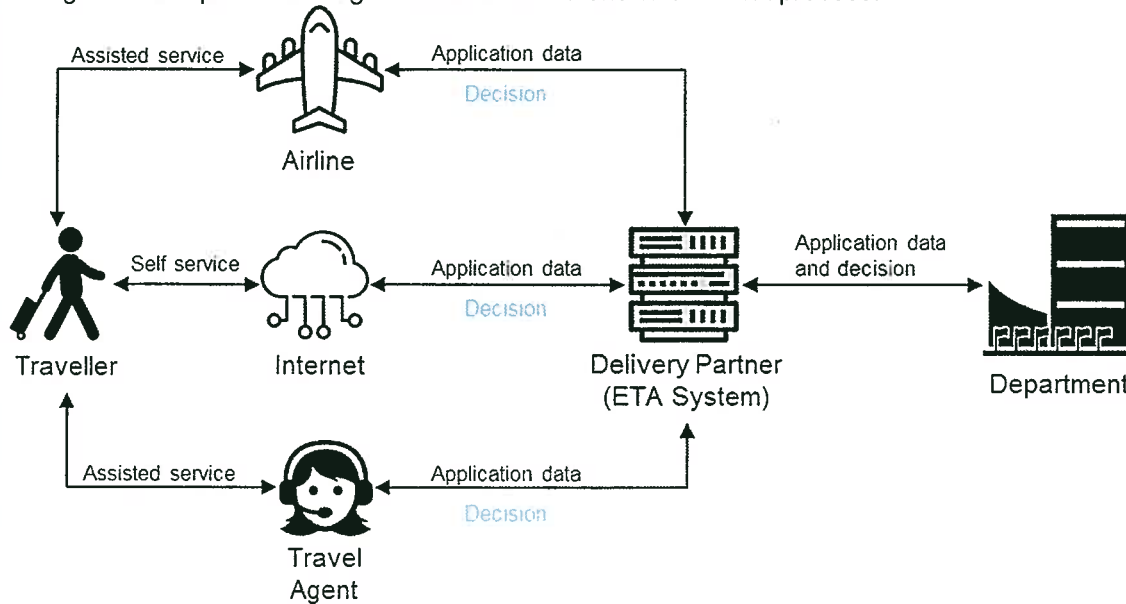 Assisted service
Application data
Decision
Airline
Self service
Application data
Decision
Application data
and decision
Traveller
Internet
Delivery Partner
(ETA System)
Department
Assisted service
Application data
Decision
Travel
Agent